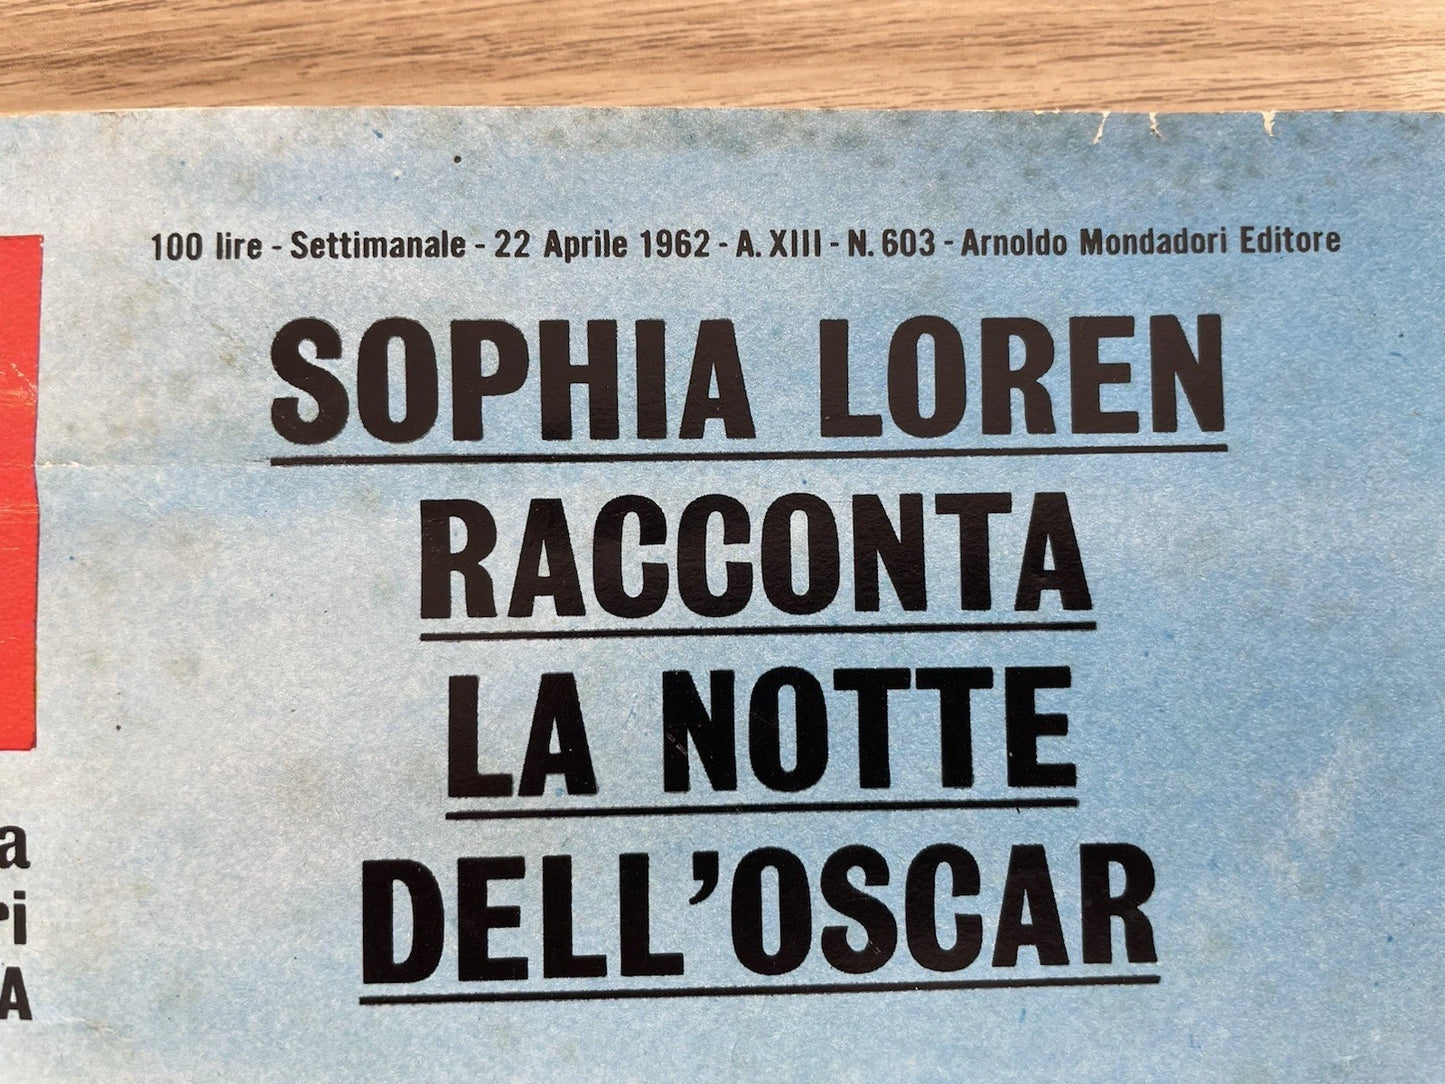 100 lire - Settimanale - 22 Aprile 1962 - A. XIII - N. 603 - Arnoldo Mondadori Editore
SOPHIA LOREN
RACCONTA
LA NOTTE
DELL'OSCAR